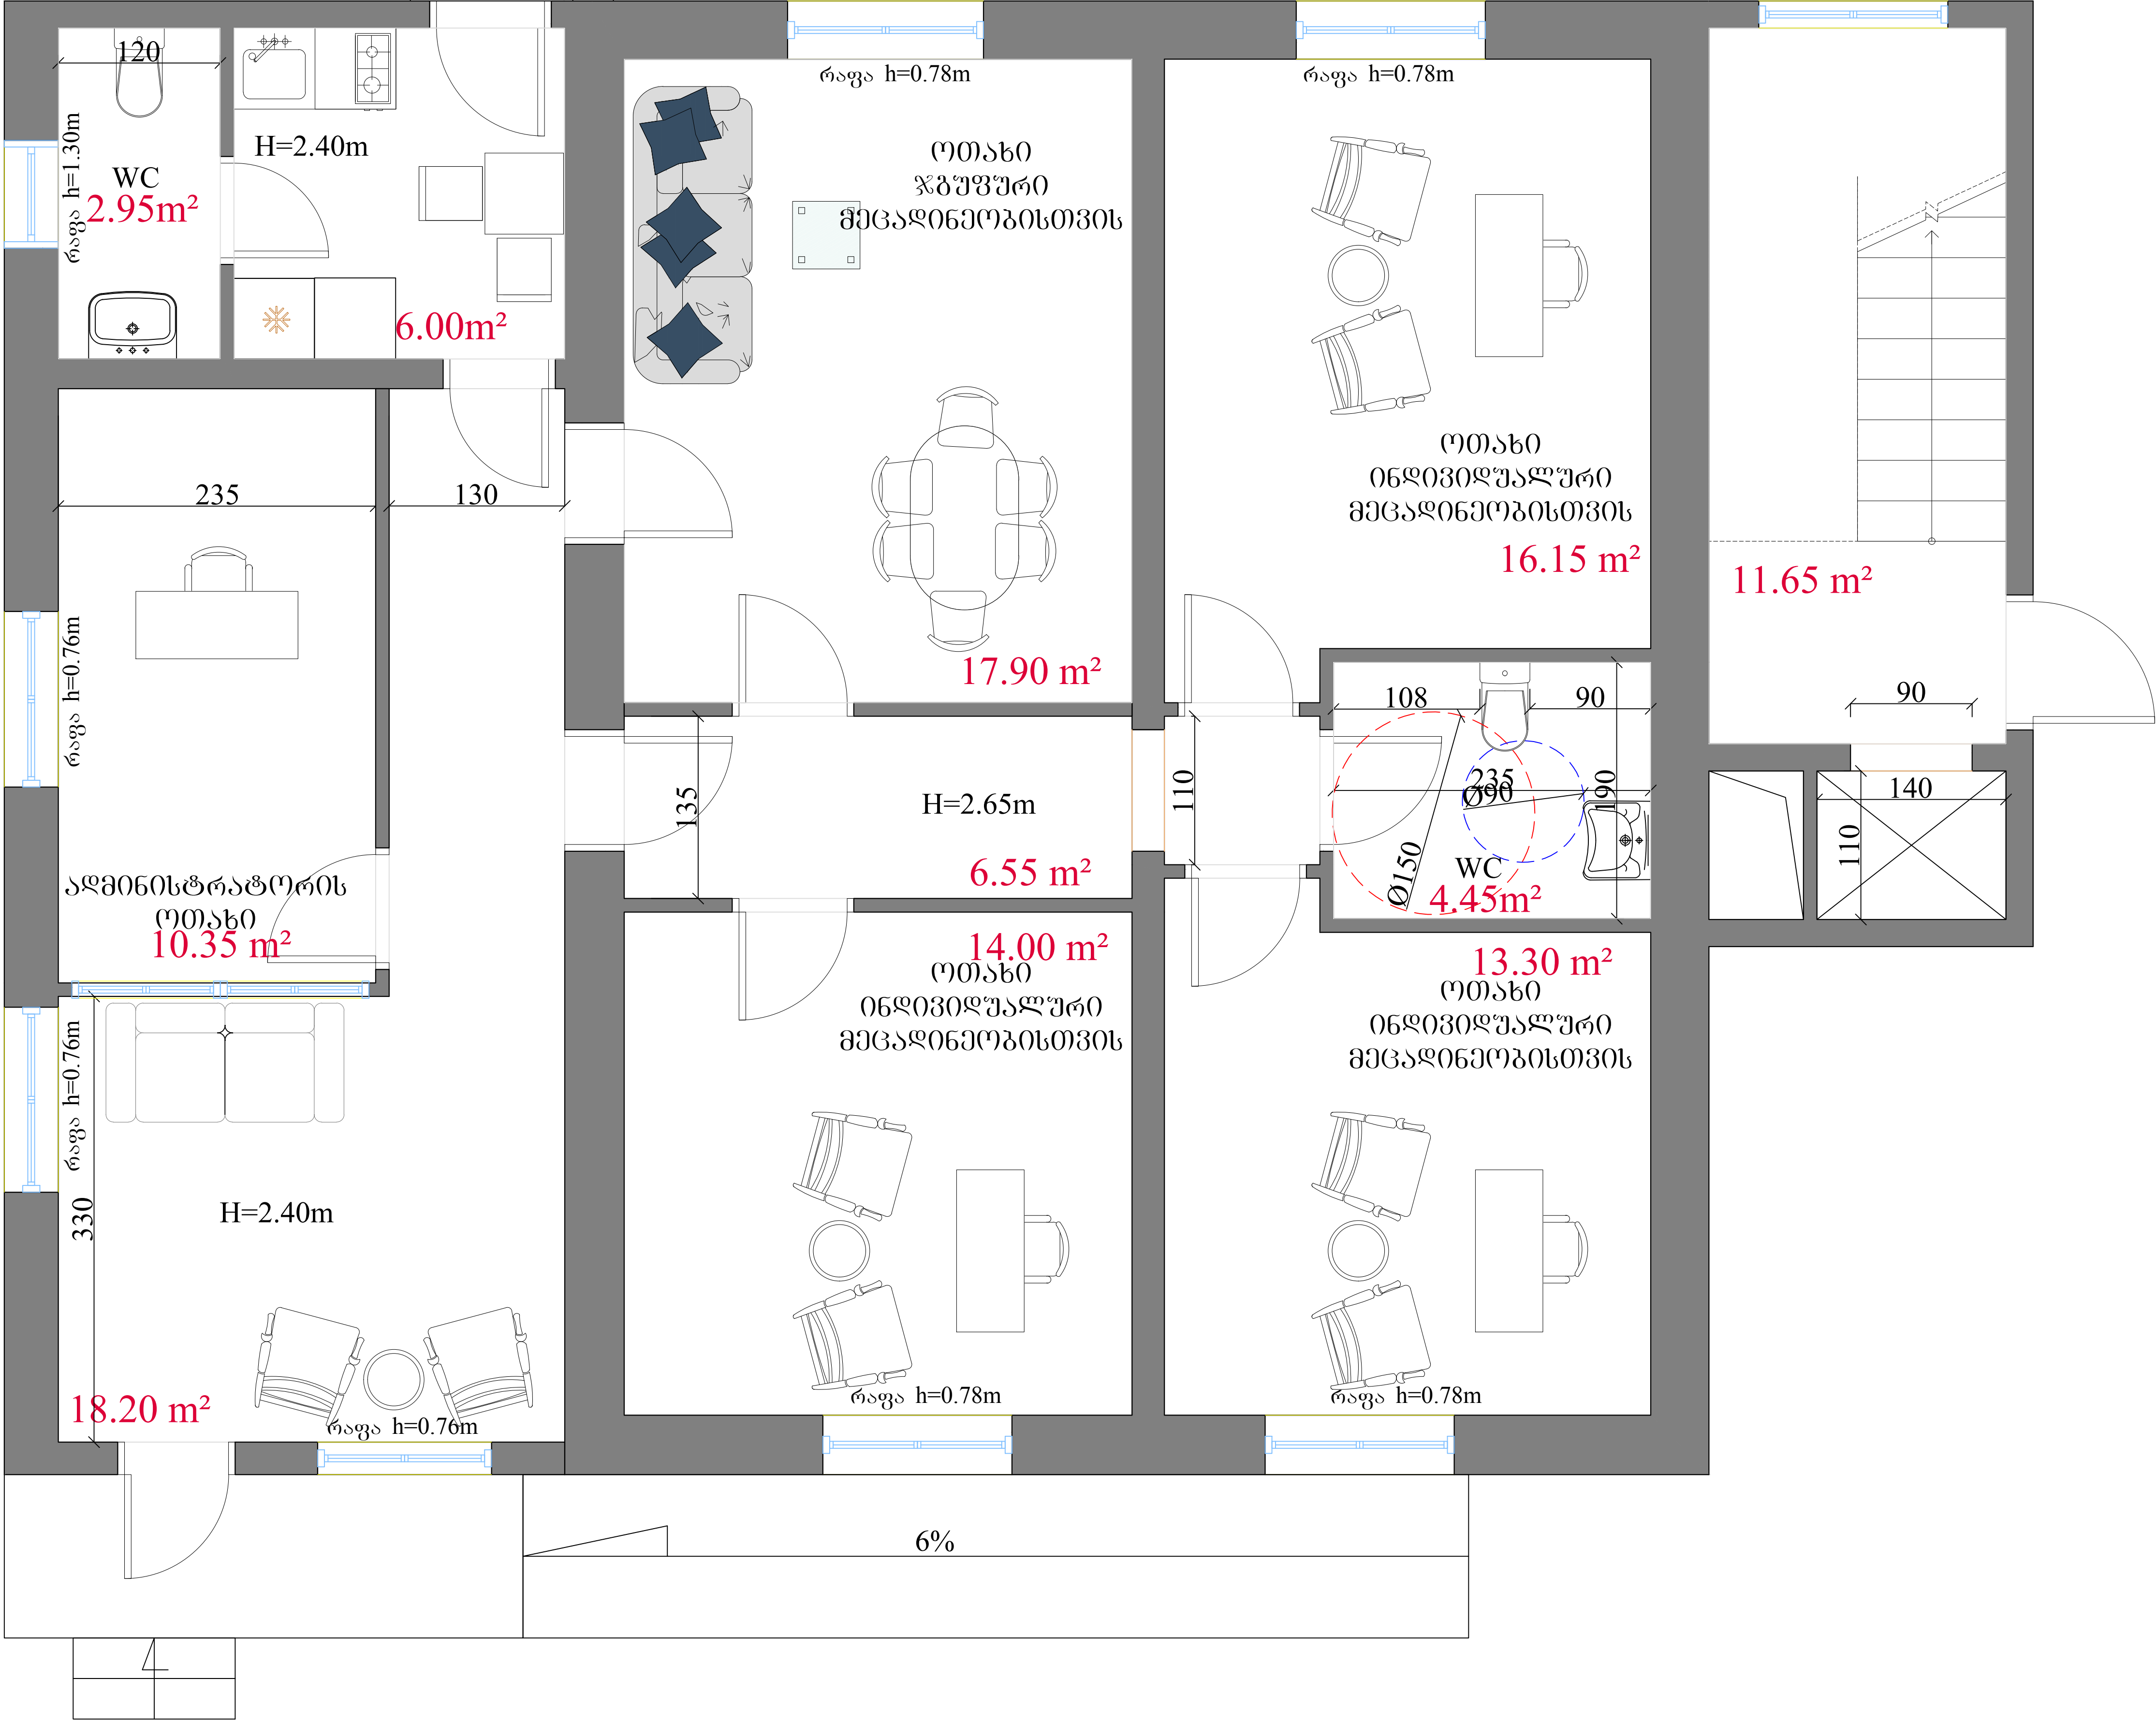 120
H=2.40m
WC
2.95m²
რაფა h=1.30m
6.00m²
რაფა h=0.78m
ოთახი
ჯგუფური
მეცადინეობისთვის
17.90 m²
რაფა h=0.78m
ოთახი
ინდივიდუალური
მეცადინეობისთვის
16.15 m²
11.65 m²
235
130
რაფა h=0.76m
ადმინისტრატორის
ოთახი
10.35 m²
135
H=2.65m
6.55 m²
110
108
90
235
Ø90
190
Ø150
WC
4.45m²
90
140
110
რაფა h=0.76m
330
H=2.40m
18.20 m²
რაფა h=0.76m
14.00 m²
ოთახი
ინდივიდუალური
მეცადინეობისთვის
რაფა h=0.78m
13.30 m²
ოთახი
ინდივიდუალური
მეცადინეობისთვის
რაფა h=0.78m
6%